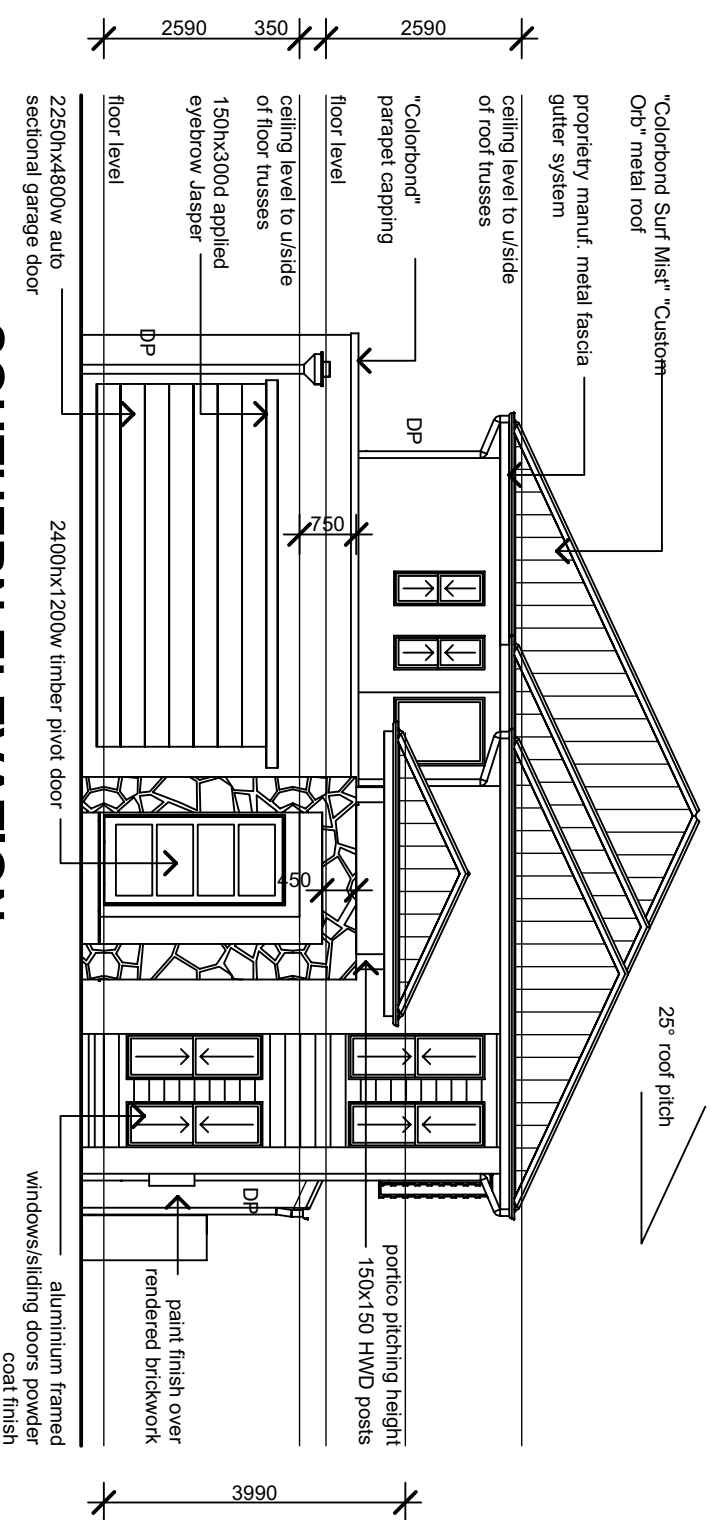 "Colorbond Surf Mist" "Custom
Orb" metal roof
proprietry manuf. metal fascia
gutter system
ceiling level to u/side
of roof trusses
"Colorbond"
parapet capping
floor level
ceiling level to u/side
of floor trusses
150hx300d applied
eyebrow Jasper
floor level
2250hx4800w auto
sectional garage door
2590
350
2590
DP
DP
750
450
2400hx1200w timber pivot door
25° roof pitch
portico pitching height
150x150 HWD posts
DP
paint finish over
rendered brickwork
aluminium framed
windows/sliding doors powder
coat finish
3990